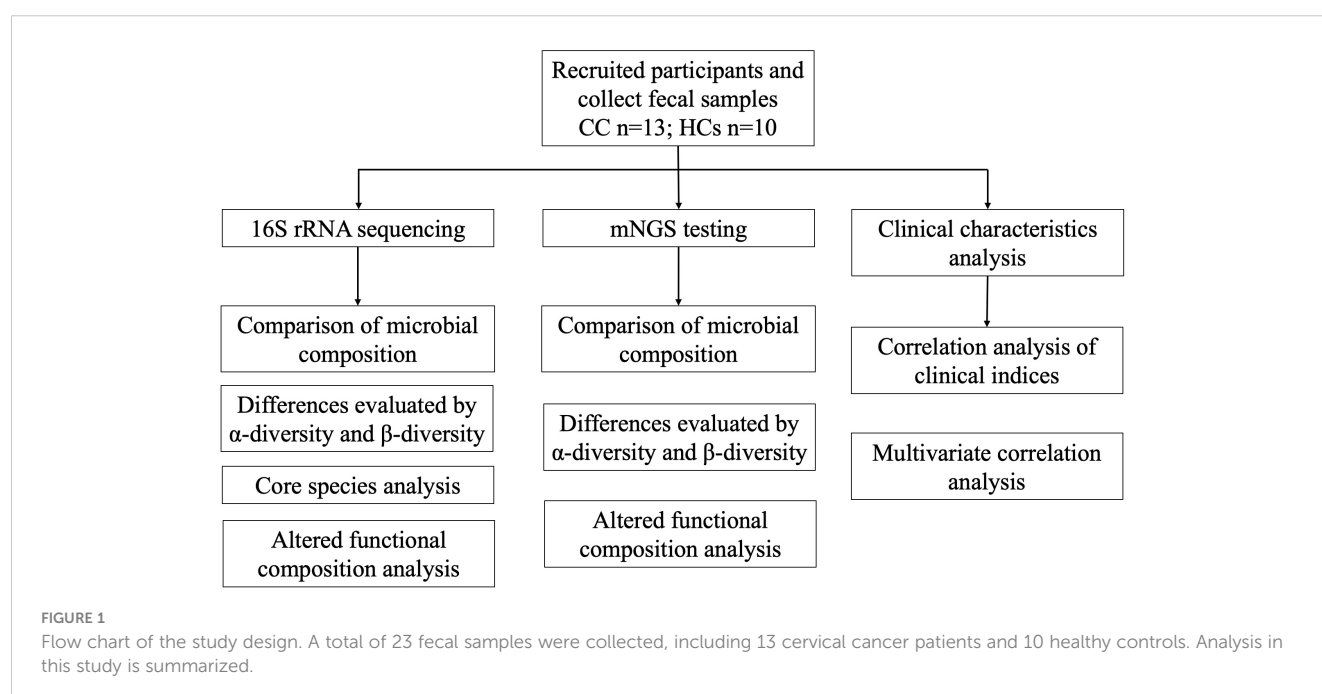 Recruited participants and
collect fecal samples
CC n=13; HCs n=10
16S rRNA sequencing
Comparison of microbial
composition
Differences evaluated by
α-diversity and β-diversity
Core species analysis
Altered functional
composition analysis
mNGS testing
Comparison of microbial
composition
Differences evaluated by
α-diversity and β-diversity
Altered functional
composition analysis
Clinical characteristics
analysis
Correlation analysis of
clinical indices
Multivariate correlation
analysis
FIGURE 1
Flow chart of the study design. A total of 23 fecal samples were collected, including 13 cervical cancer patients and 10 healthy controls. Analysis in
this study is summarized.